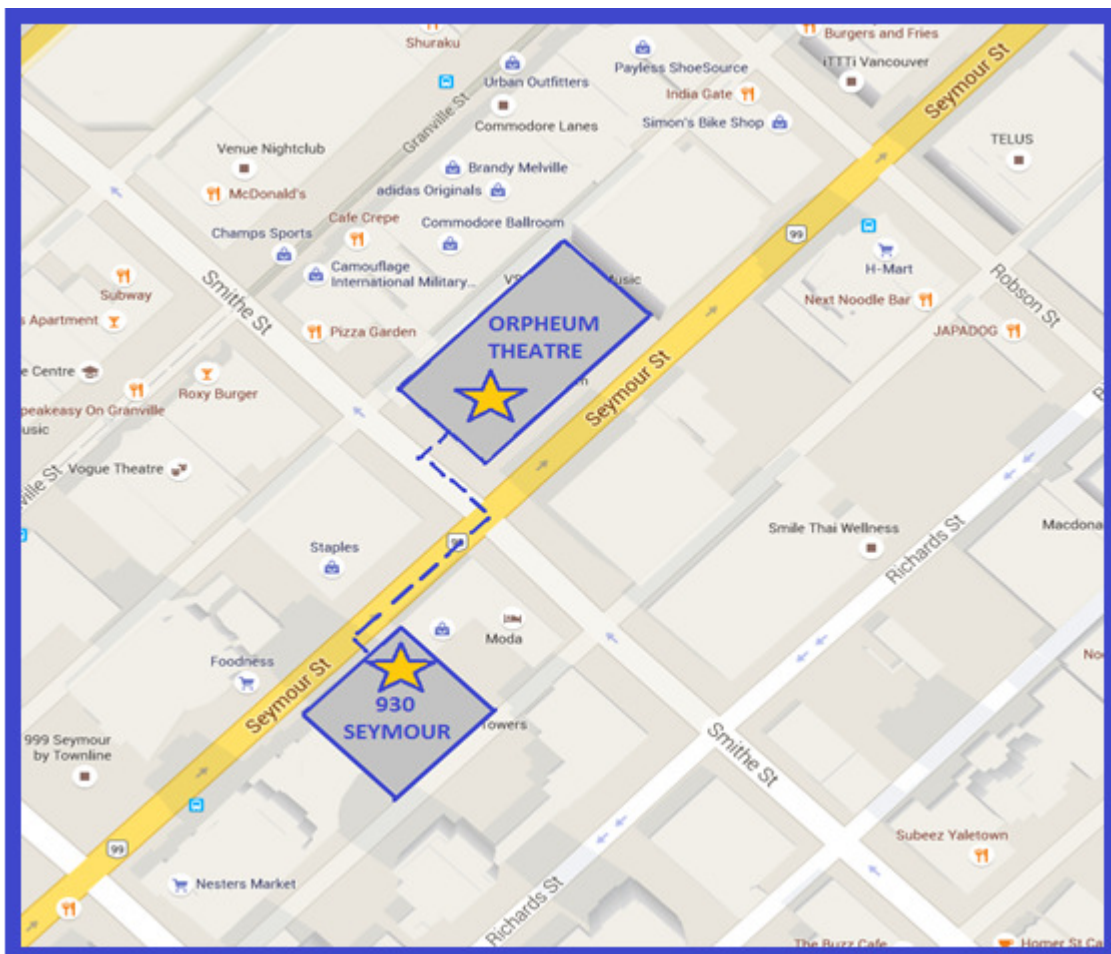 Shuraku
Burgers and Fries
Urban Outfitters
Payless ShoeSource
iTTTi Vancouver
Seymour St
India Gate
Granville St
Commodore Lanes
Simon's Bike Shop
TELUS
Venue Nightclub
Brandy Melville
McDonald's
adidas Originals
Cafe Crepe
Commodore Ballroom
99
Champs Sports
H-Mart
Camouflage
International Military...
Music
Subway
Smithe St
Robson St
Next Noodle Bar
s Apartment
Pizza Garden
ORPHEUM
THEATRE
JAPADOG
e Centre
Roxy Burger
Seymour St
peakeasy On Granville
usic
Vogue Theatre
ville St
Smile Thai Wellness
Macdona
Staples
Richards St
Moda
Foodness
Seymour St
930
SEYMOUR
Towers
999 Seymour
by Townline
Smithe St
99
Subeez Yaletown
Nesters Market
Richards St
The Buzz Cafe
Homer St Ca